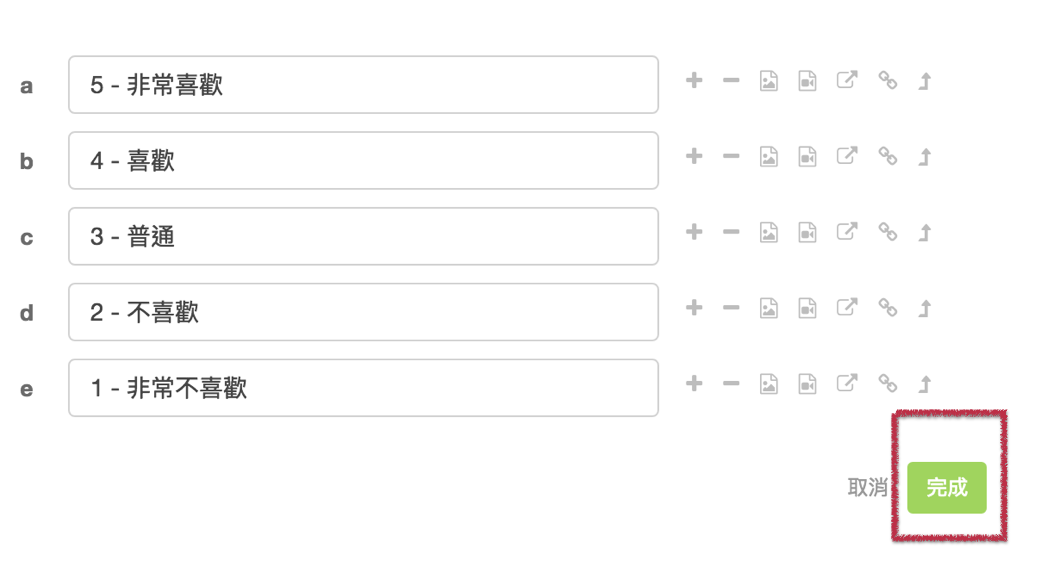 a 5 - 非常喜歡
b 4 - 喜歡
c 3 - 普通
d 2 - 不喜歡
e 1 - 非常不喜歡
取消 完成